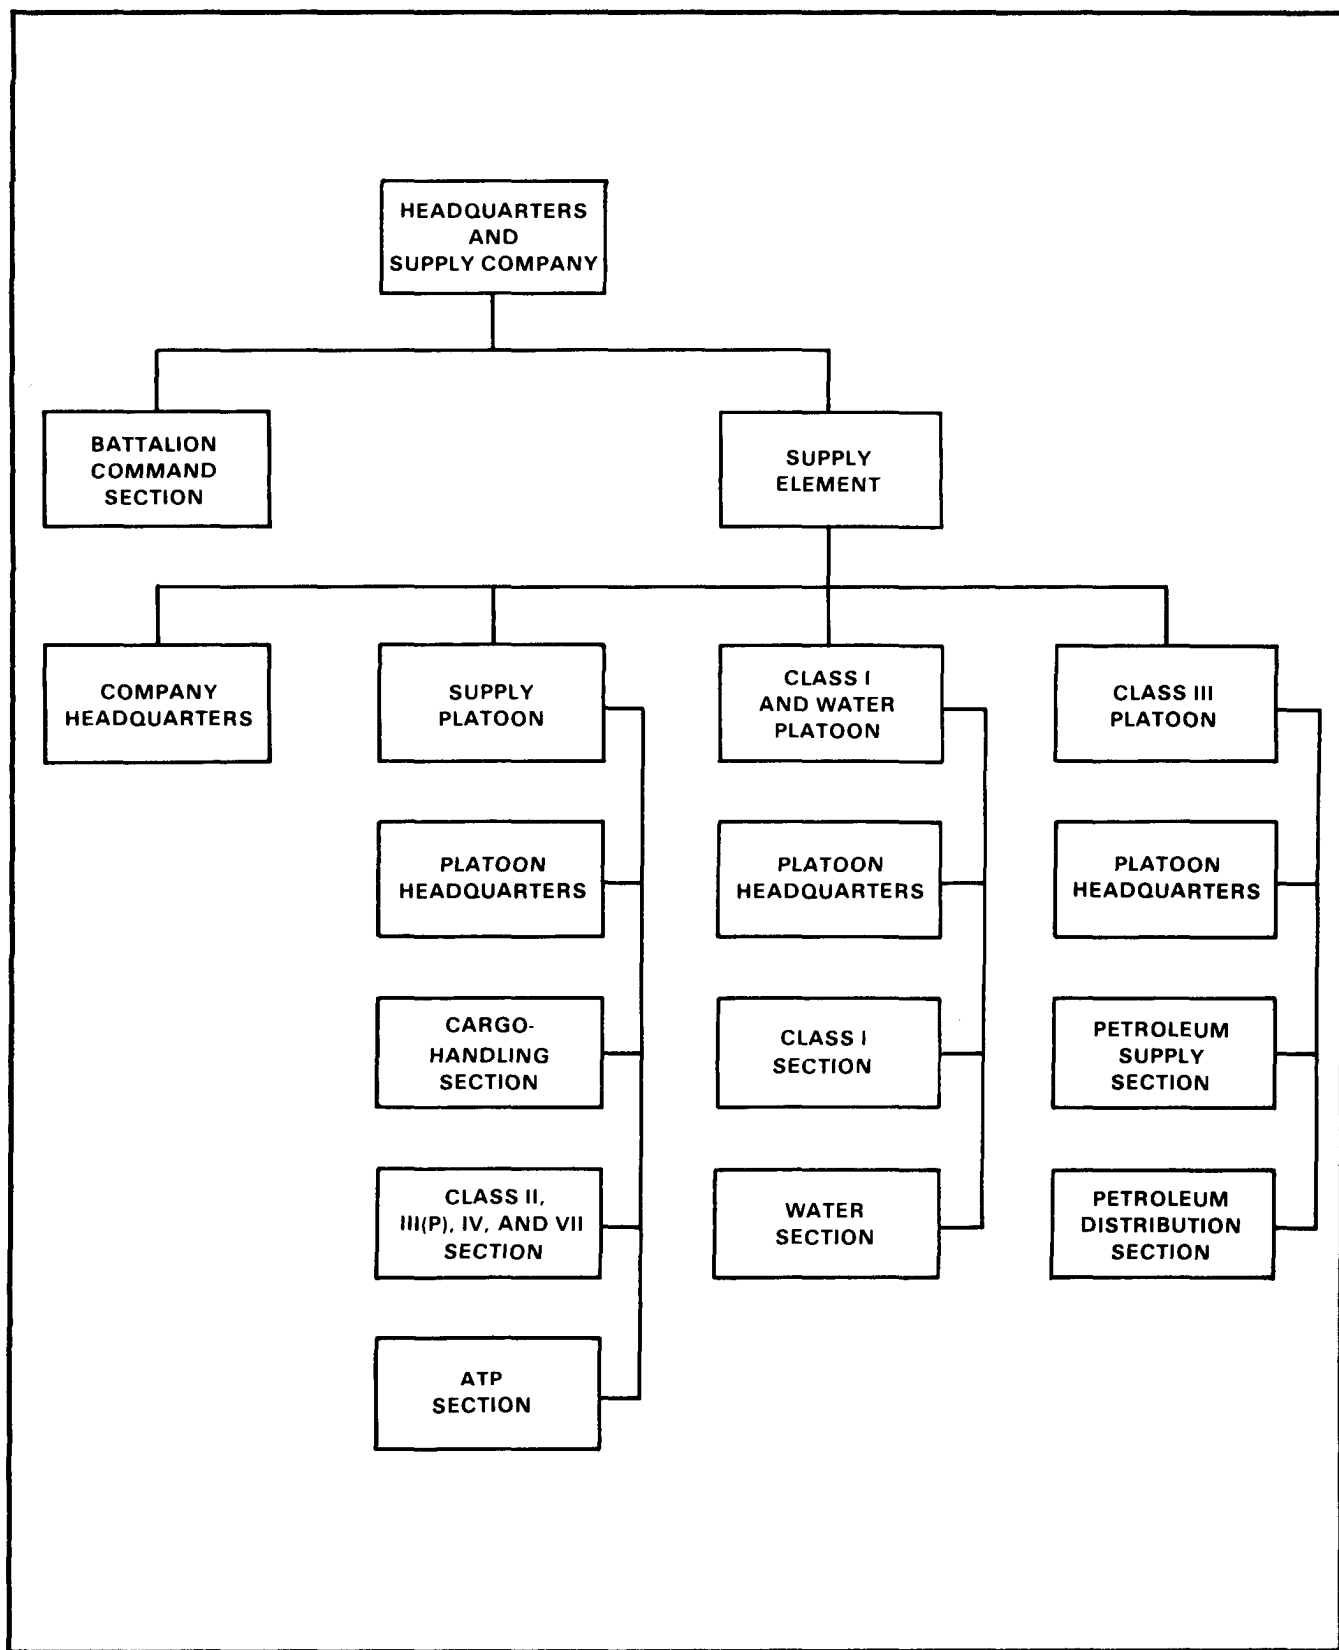 HEADQUARTERS
AND
SUPPLY COMPANY
BATTALION
COMMAND
SECTION
SUPPLY
ELEMENT
COMPANY
HEADQUARTERS
SUPPLY
PLATOON
CLASS I
AND WATER
PLATOON
CLASS III
PLATOON
PLATOON
HEADQUARTERS
PLATOON
HEADQUARTERS
PLATOON
HEADQUARTERS
CARGO-
HANDLING
SECTION
CLASS I
SECTION
PETROLEUM
SUPPLY
SECTION
CLASS II,
III(P), IV, AND VII
SECTION
WATER
SECTION
PETROLEUM
DISTRIBUTION
SECTION
ATP
SECTION